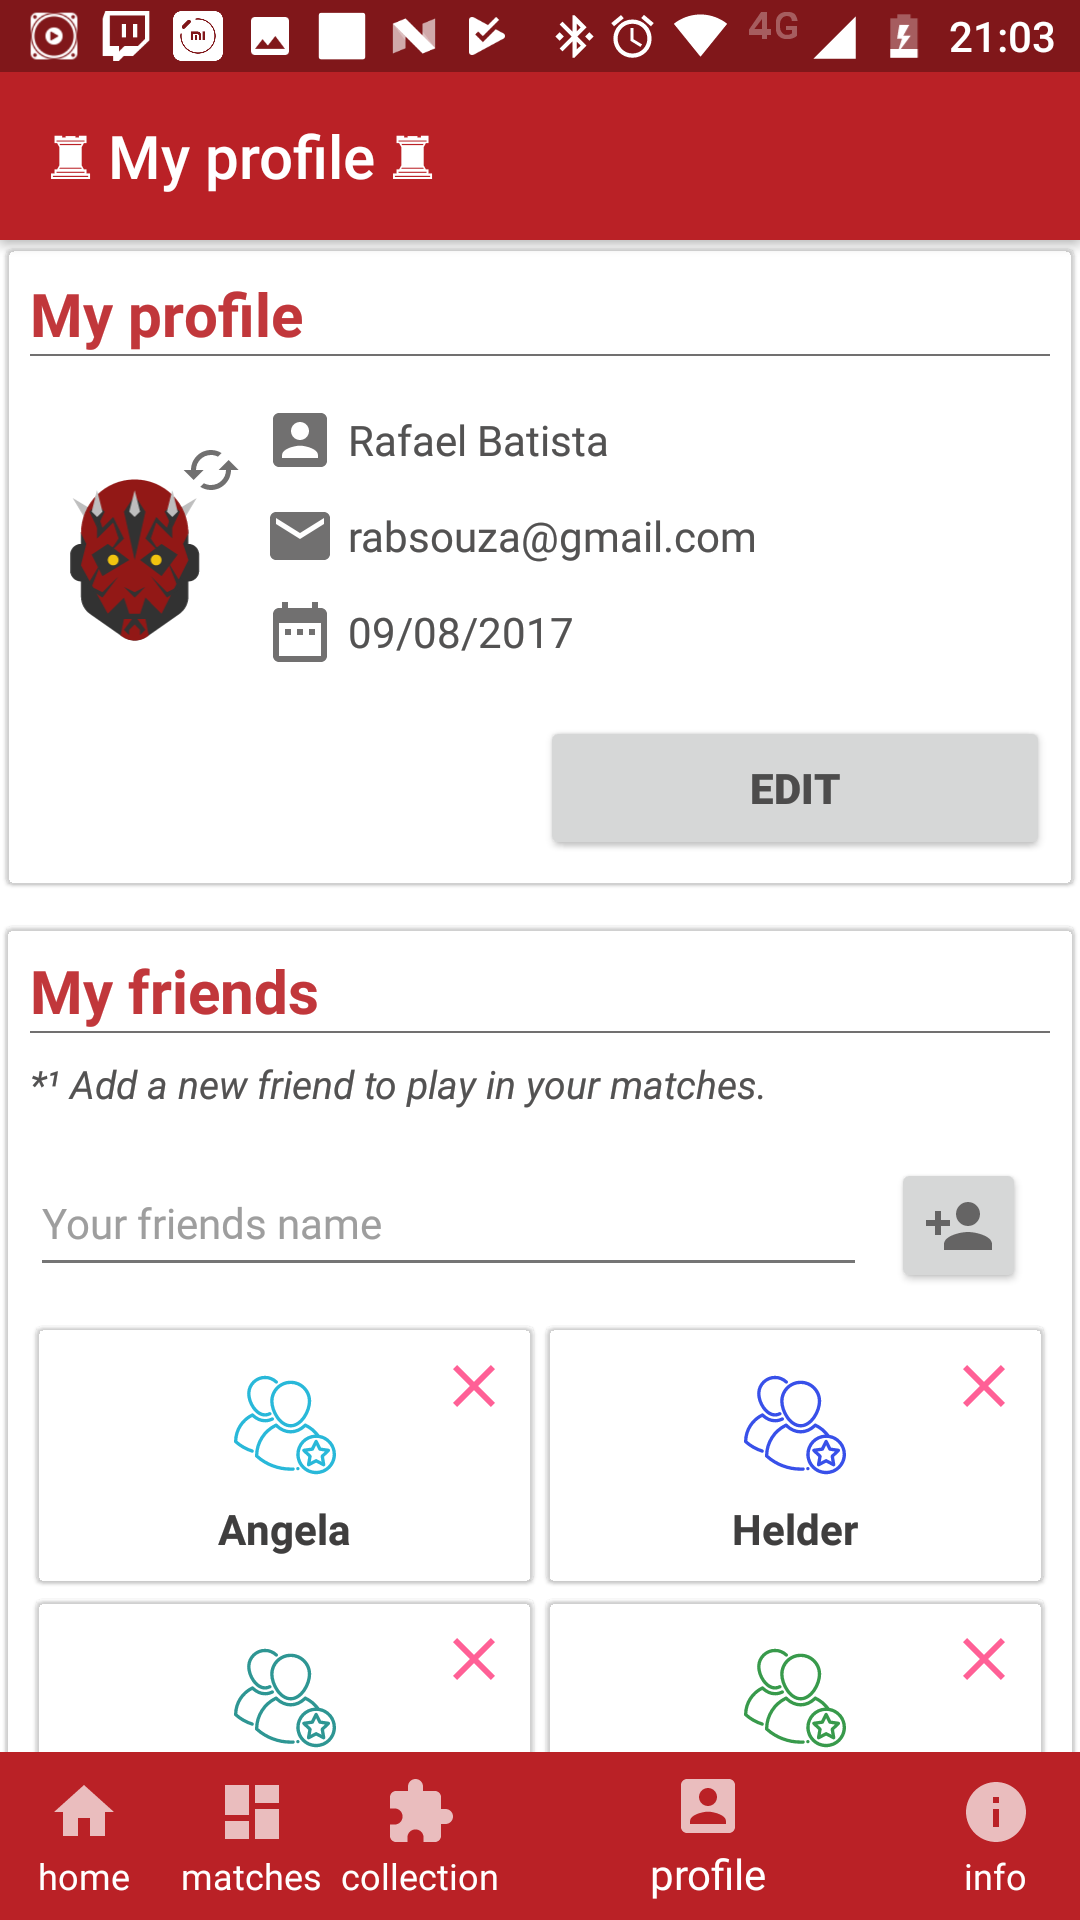 4G 21:03
My profile
My profile
Rafael Batista
rabsouza@gmail.com
09/08/2017
EDIT
My friends
*¹ Add a new friend to play in your matches.
Your friends name
Angela Helder
home matches collection profile info